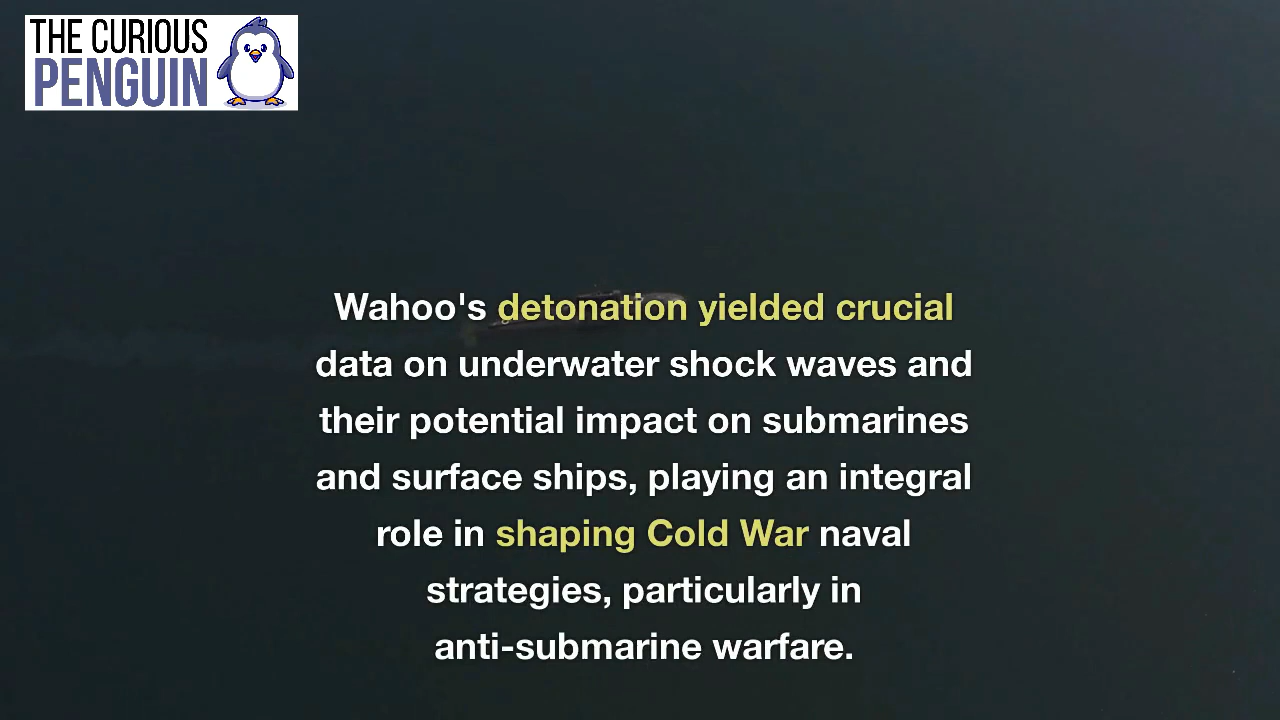 THE CURIOUS
PENGUIN
Wahoo's detonation yielded crucial
data on underwater shock waves and
their potential impact on submarines
and surface ships, playing an integral
role in shaping Cold War naval
strategies, particularly in
anti-submarine warfare.